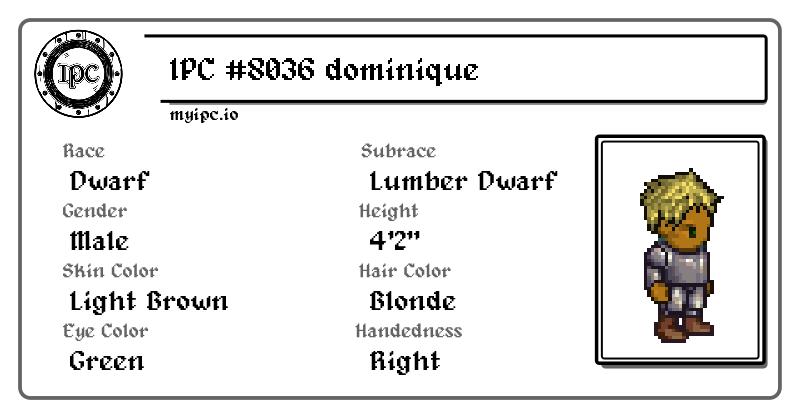 IPC
IPC #8036 dominique
myipc.io
Race
Dwarf
Subrace
Lumber Dwarf
Gender
Male
Height
4'2"
Skin Color
Light Brown
Hair Color
Blonde
Eye Color
Green
Handedness
Right